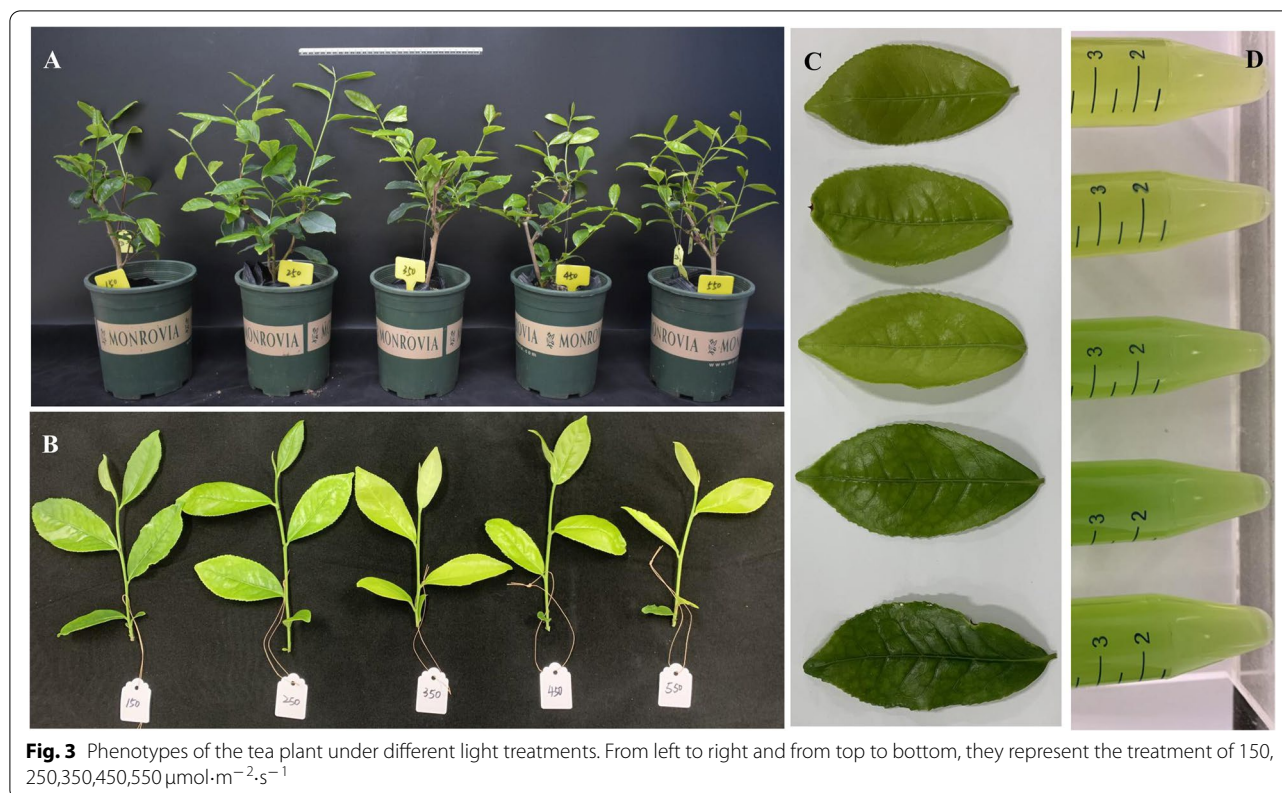 A
150
250
350
450
550
MONROVIA
MONROVIA
MONROVIA
MONROVIA
MONROVIA
B
150
250
350
450
550
C
D
3 2
3 2
3 2
3 2
3 2
Fig. 3 Phenotypes of the tea plant under different light treatments. From left to right and from top to bottom, they represent the treatment of 150,
250,350,450,550 μmol·m−2·s−1